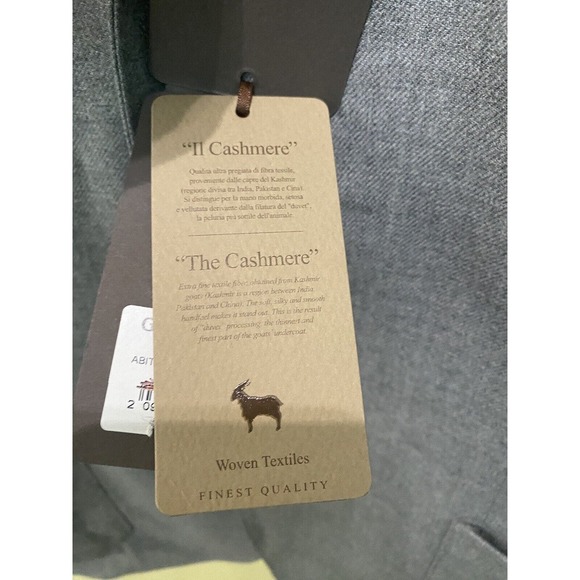 “Il Cashmere”
Qualità ultra pregiata di fibra tessile,
proveniente dalle capre del Kashmir
(regione divisa tra India, Pakistan e Cina).
Si distingue per la mano morbida, setosa
e vellutata derivante dalla filatura del "duvet",
la peluria più sottile dell'animale.
“The Cashmere”
Extra fine textile fibre obtained from Kashmir
goats (Kashmir is a region between India,
Pakistan and China). The soft, silky and smooth
handfeel makes it stand out. This is the result
of "duvet" processing, the thinnest and
finest part of the goats' undercoat.
G
ABIT
2 09
Woven Textiles
FINEST QUALITY